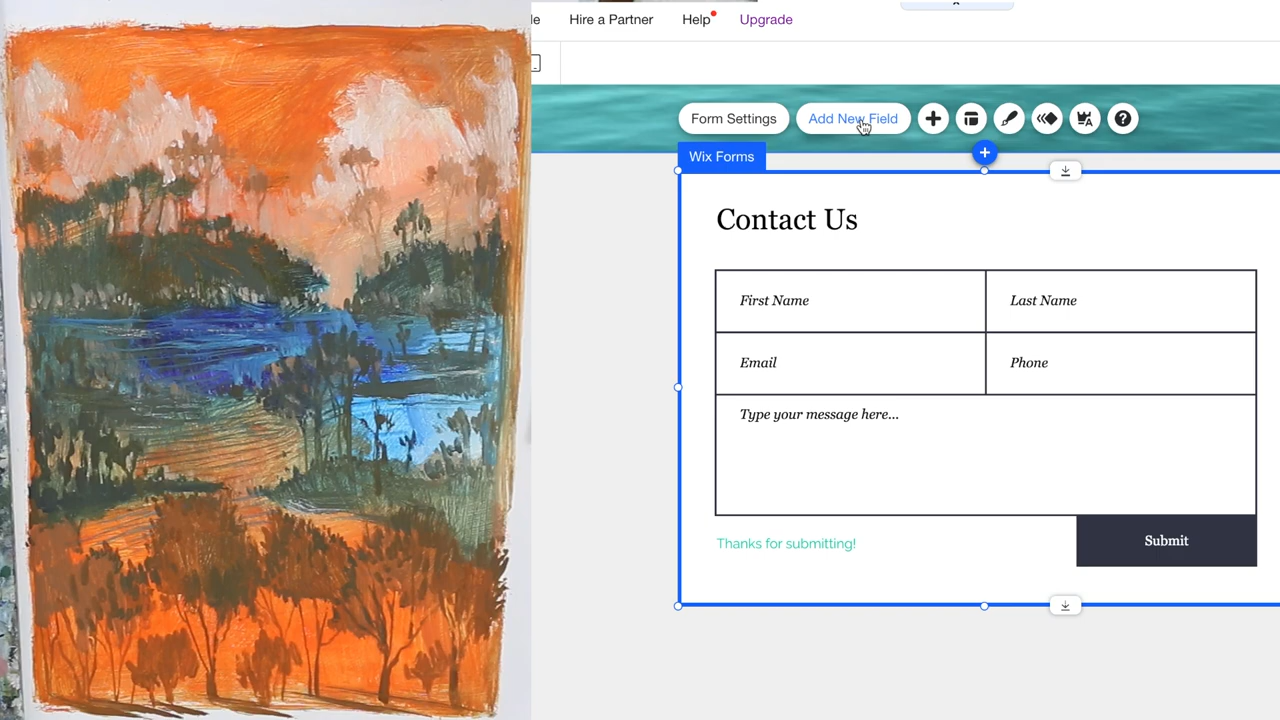 Hire a Partner Help Upgrade
Form Settings Add New Field
Wix Forms
Contact Us
First Name Last Name
Email Phone
Type your message here...
Thanks for submitting!
Submit